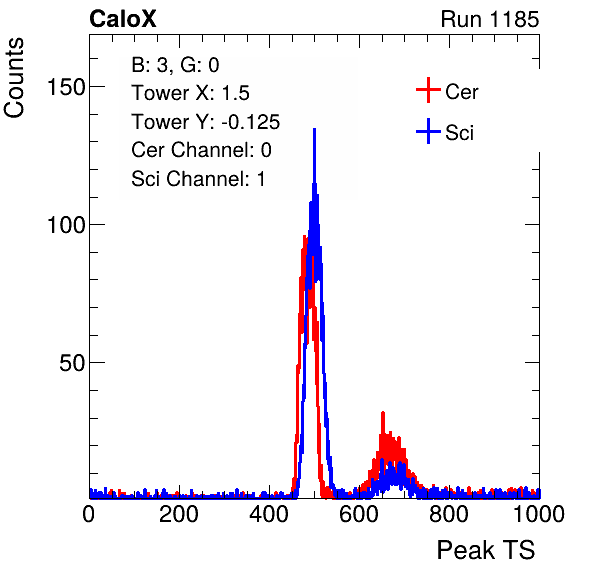 CaloX Run 1185
Counts
B: 3, G: 0
Tower X: 1.5
Tower Y: -0.125
Cer Channel: 0
Sci Channel: 1
Cer
Sci
150
100
50
0 200 400 600 800 1000
Peak TS